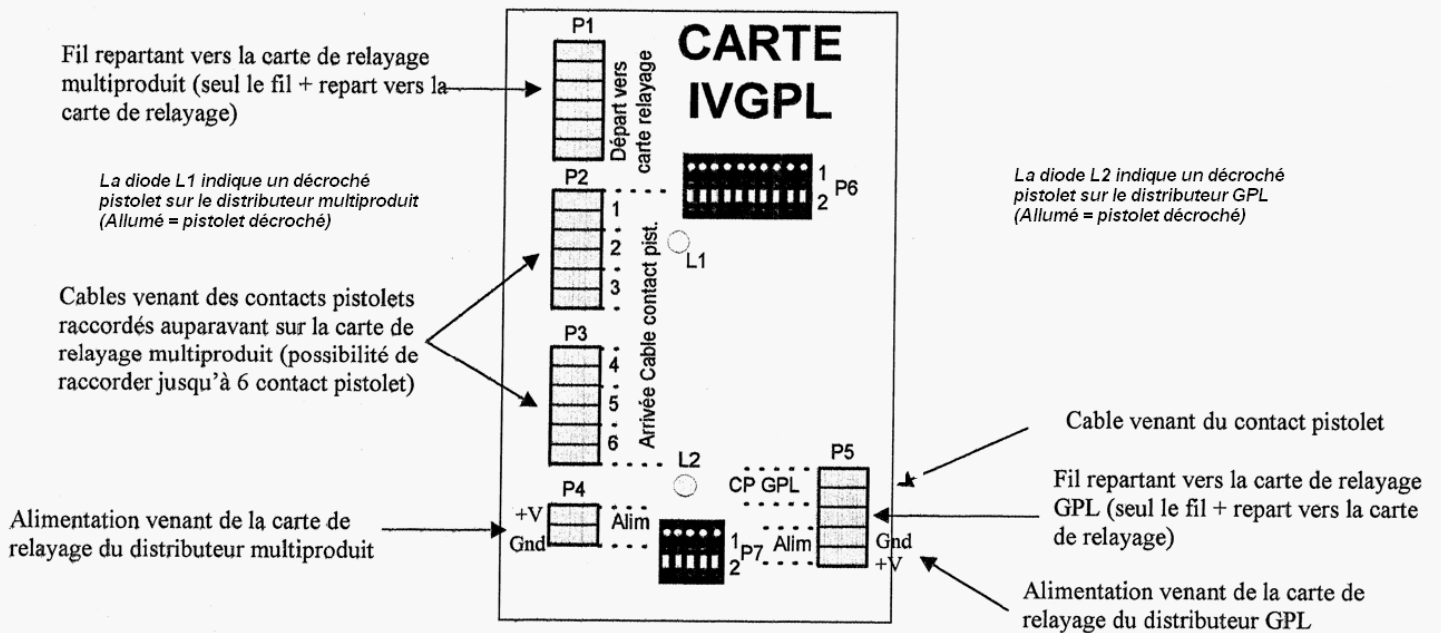 CARTE
IVGPL
P1
Départ vers
carte relayage
Fil repartant vers la carte de relayage
multiproduit (seul le fil + repart vers la
carte de relayage)
La diode L1 indique un décroché
pistolet sur le distributeur multiproduit
(Allumé = pistolet décroché)
La diode L2 indique un décroché
pistolet sur le distributeur GPL
(Allumé = pistolet décroché)
1
2
P6
P2
1
2
3
L1
Arrivée Cable contact pist.
Cables venant des contacts pistolets
raccordés auparavant sur la carte de
relayage multiproduit (possibilité de
raccorder jusqu'à 6 contact pistolet)
P3
4
5
6
L2
P4
+V
Gnd
Alim
Alimentation venant de la carte de
relayage du distributeur multiproduit
1
2
P7
P5
CP GPL
Alim
Gnd
+V
Cable venant du contact pistolet
Fil repartant vers la carte de relayage
GPL (seul le fil + repart vers la carte
de relayage)
Alimentation venant de la carte de
relayage du distributeur GPL